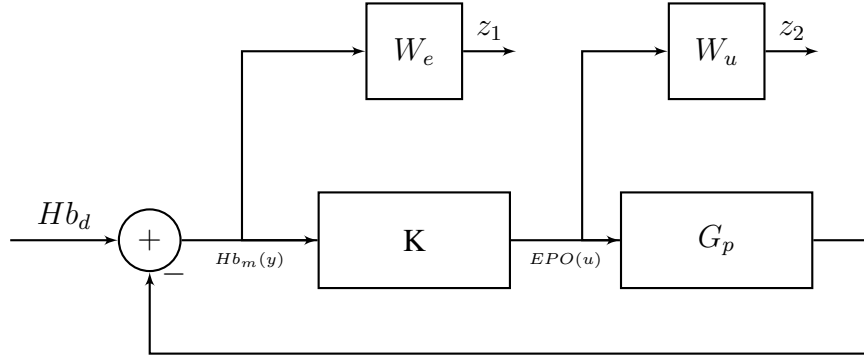 W_e
z_1
W_u
z_2
Hb_d
+
−
Hb_m(y)
K
EPO(u)
G_p